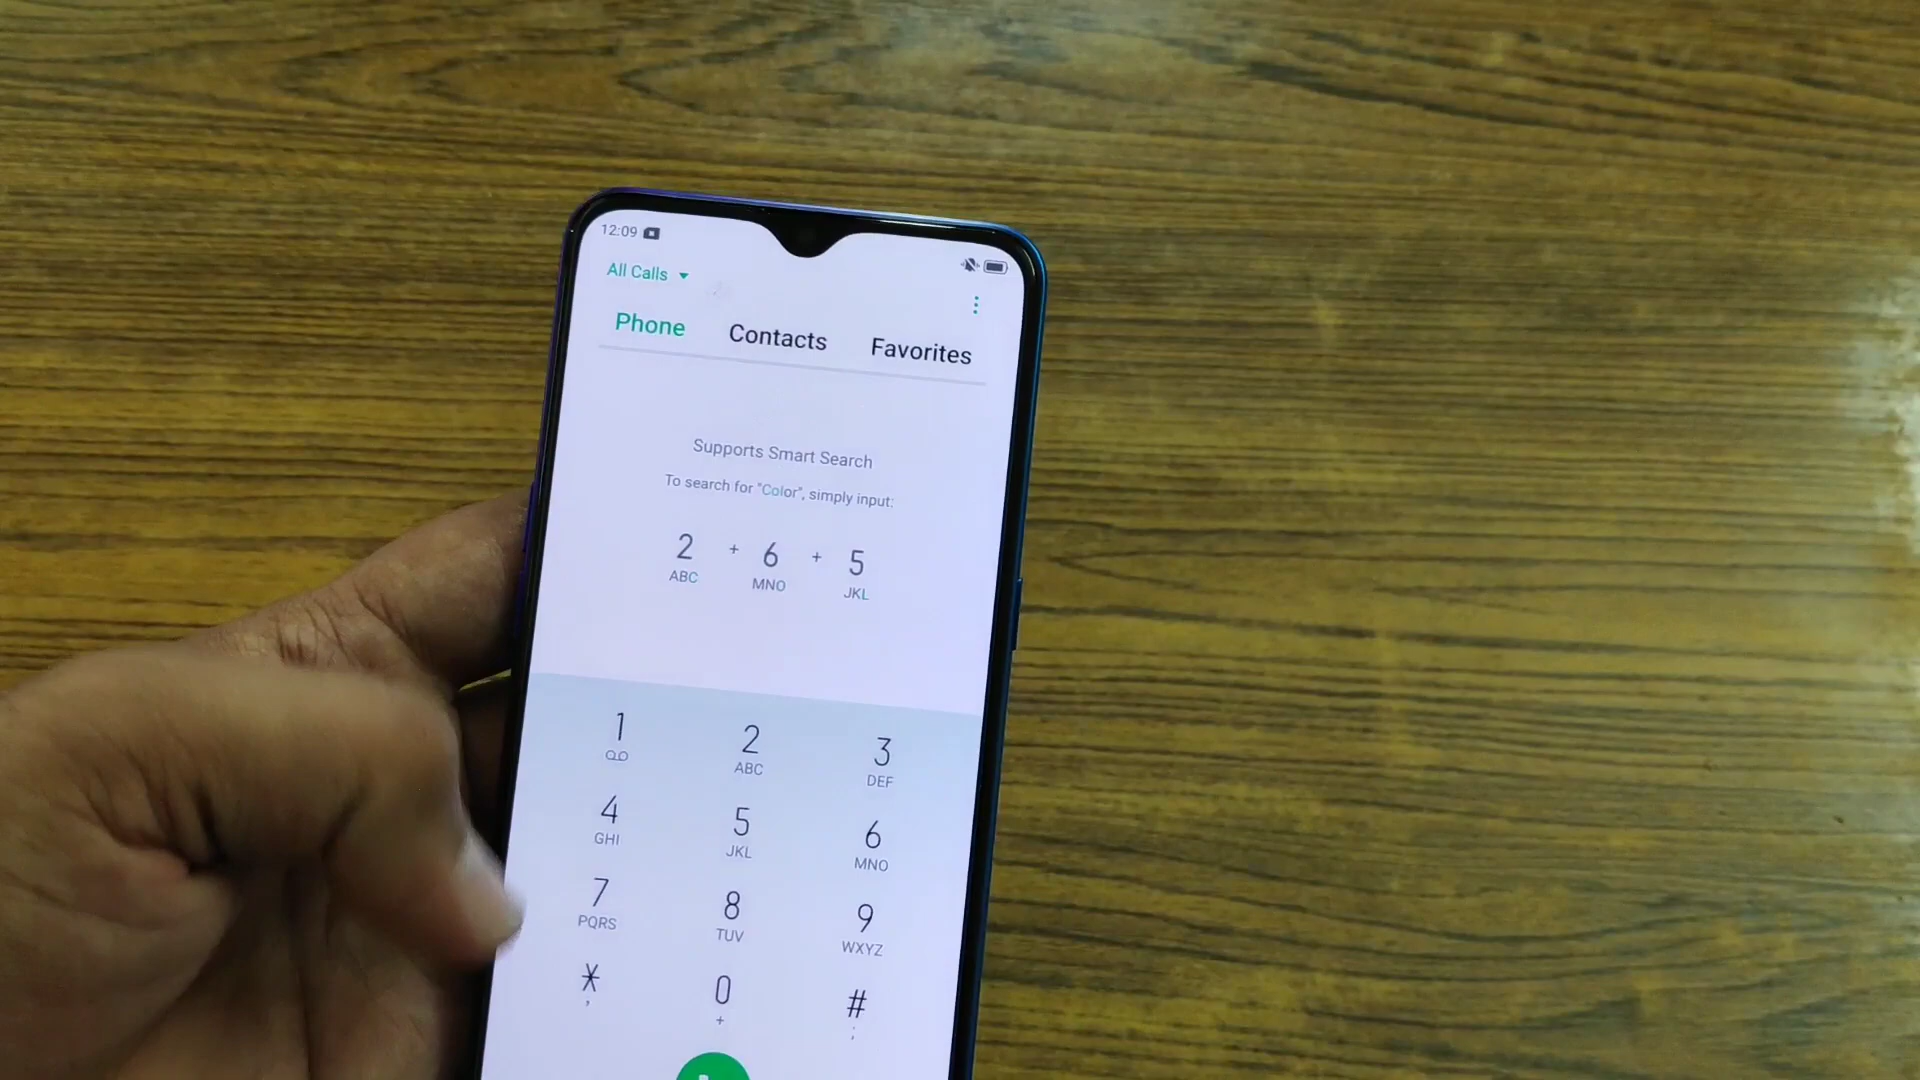 12:09
All Calls
Phone Contacts Favorites
Supports Smart Search
To search for "Color", simply input:
2 + 6 + 5
ABC MNO JKL
1 2 3
ABC DEF
4 5 6
GHI JKL MNO
7 8 9
PQRS TUV WXYZ
* 0 #
, + ;